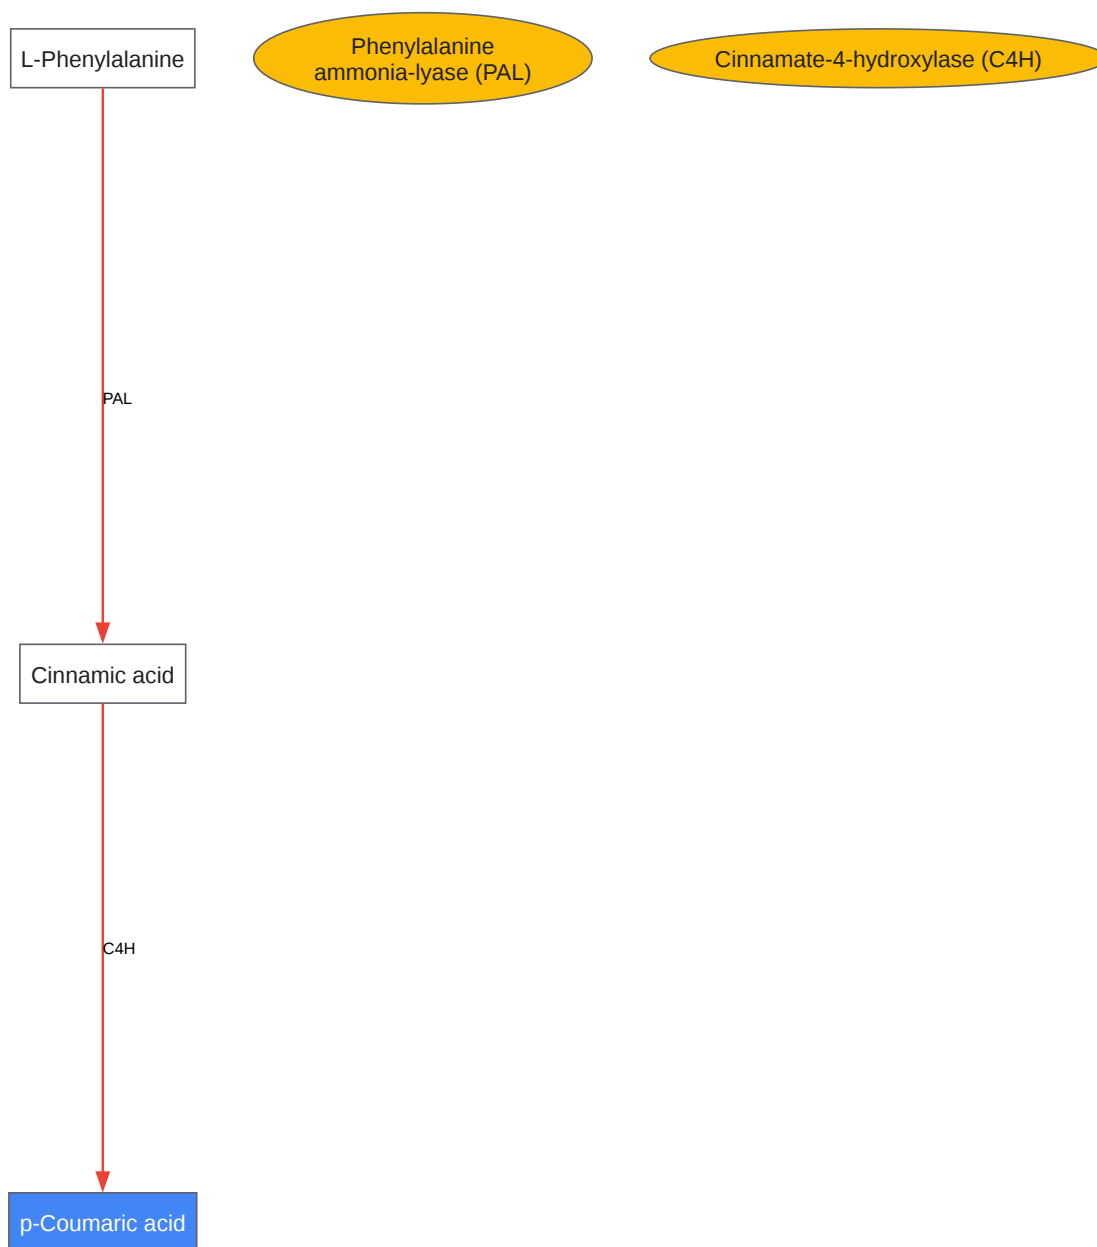 L-Phenylalanine
Phenylalanine
ammonia-lyase (PAL)
Cinnamate-4-hydroxylase (C4H)
PAL
Cinnamic acid
C4H
p-Coumaric acid